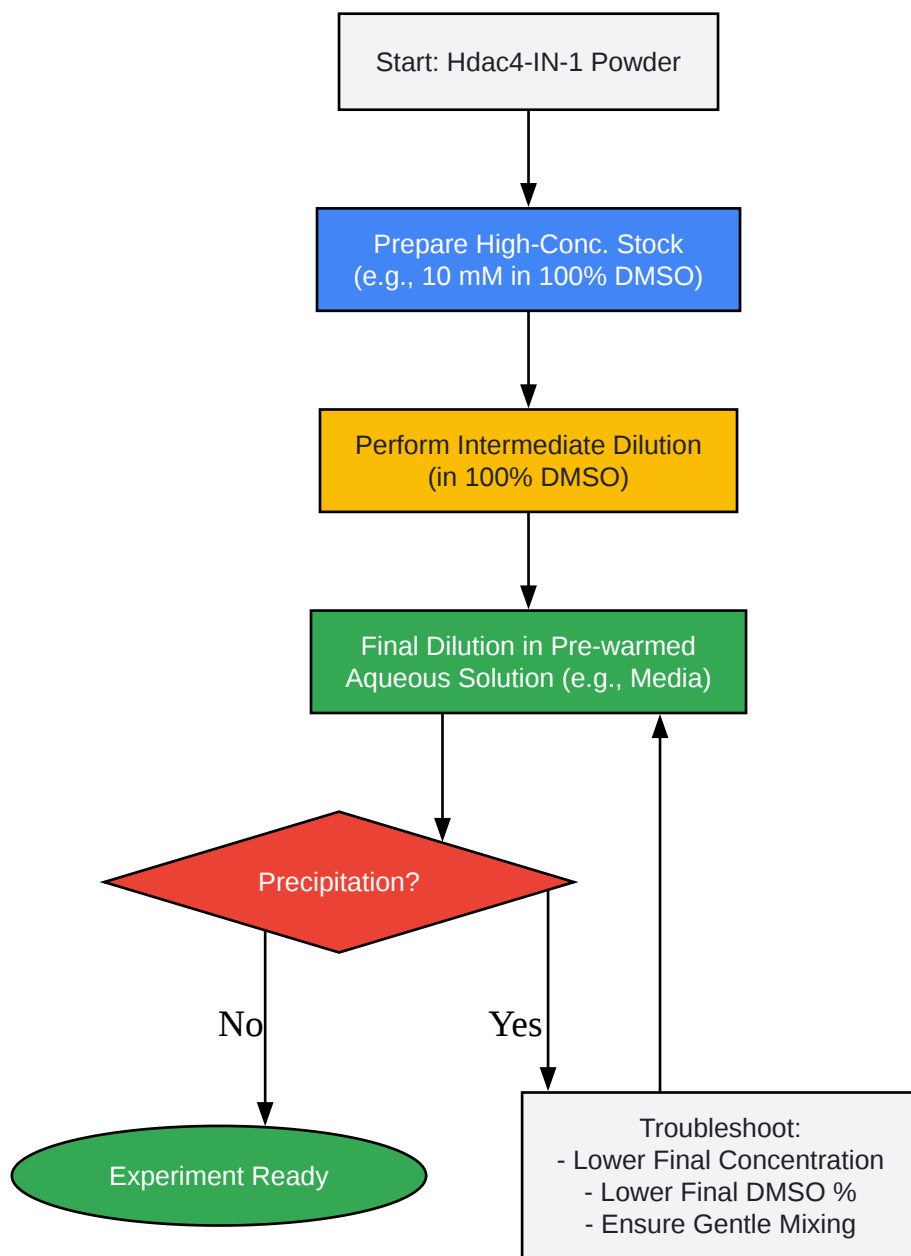 Start: Hdac4-IN-1 Powder
Prepare High-Conc. Stock
(e.g., 10 mM in 100% DMSO)
Perform Intermediate Dilution
(in 100% DMSO)
Final Dilution in Pre-warmed
Aqueous Solution (e.g., Media)
Precipitation?
No
Yes
Experiment Ready
Troubleshoot:
- Lower Final Concentration
- Lower Final DMSO %
- Ensure Gentle Mixing